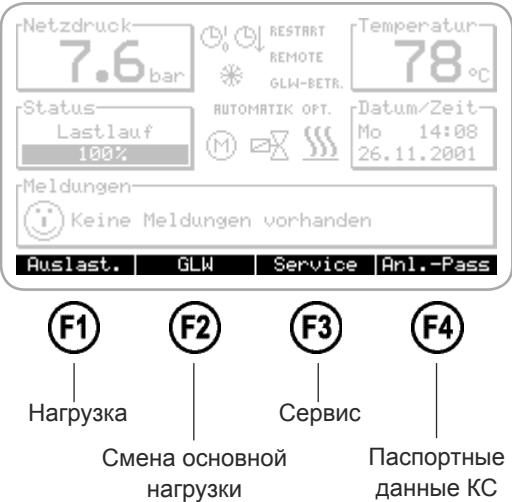 Netzdruck
7.6 bar
RESTART
REMOTE
GLW-BETR.
Temperatur
78 °C
Status
Lastlauf
100%
AUTOMATIK OPT.
M
Datum/Zeit
Mo 14:08
26.11.2001
Meldungen
Keine Meldungen vorhanden
Auslast. GLW Service Anl.-Pass
F1 F2 F3 F4
Нагрузка
Сервис
Смена основной
нагрузки
Паспортные
данные КС